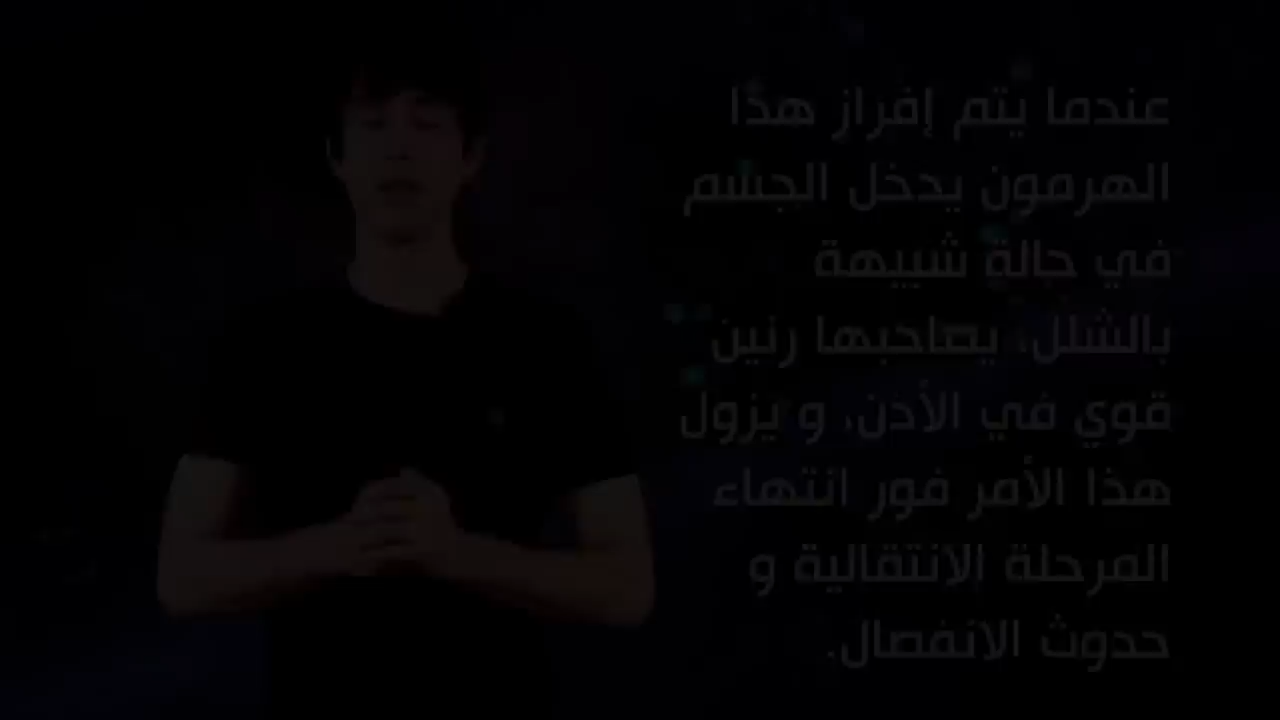 عندما يتم إفراز هذا
الهرمون يدخل الجسم
في حالة شبيهة
بالشلل، يصاحبها رنين
قوي في الأذن، و يزول
هذا الأمر فور انتهاء
المرحلة الانتقالية و
حدوث الانفصال.